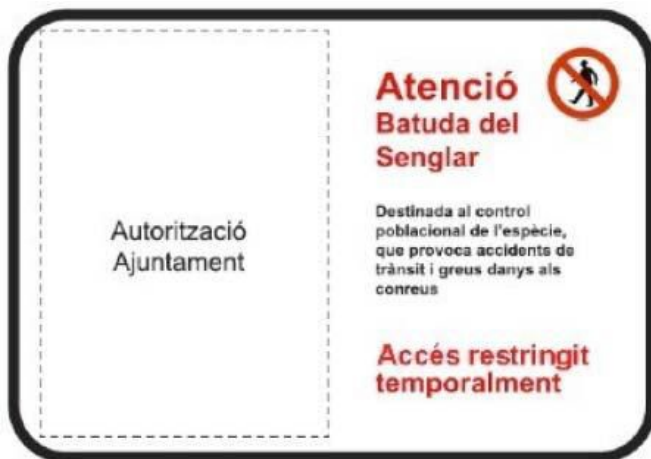 Autorització
Ajuntament
Atenció
Batuda del
Senglar
Destinada al control
poblacional de l'espècie,
que provoca accidents de
trànsit i greus danys als
conreus
Accés restringit
temporalment